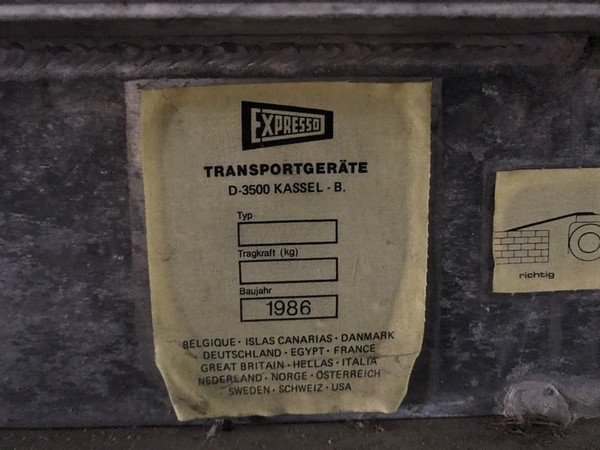 EXPRESSO
TRANSPORTGERÄTE
D-3500 KASSEL - B.
Typ
Tragkraft (kg)
Baujahr
1986
BELGIQUE · ISLAS CANARIAS · DANMARK
DEUTSCHLAND · EGYPT · FRANCE
GREAT BRITAIN · HELLAS · ITALIA
NEDERLAND · NORGE · ÖSTERREICH
SWEDEN · SCHWEIZ · USA
richtig